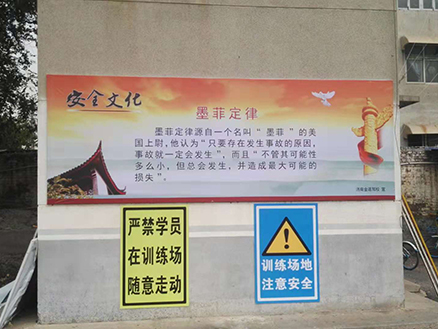 安全文化
墨菲定律
墨菲定律源自一个名叫“墨菲”的美
国上尉,他认为“只要存在发生事故的原因,
事故就一定会发生”,而且“不管其可能性
多么小,但总会发生,并造成最大可能的
损失”。
严禁学员
在训练场
随意走动
训练场地
注意安全